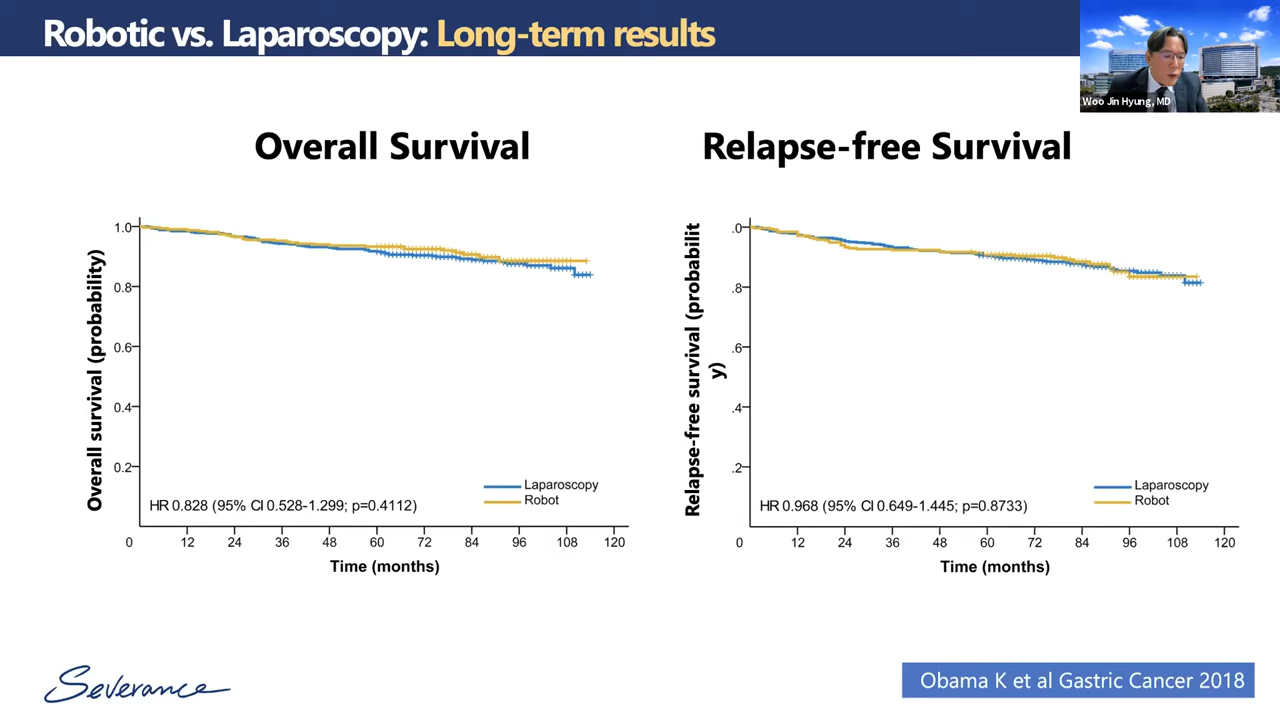 Robotic vs. Laparoscopy: Long-term results
Woo Jin Hyung, MD
Overall Survival
Overall survival (probability)
1.0
0.8
0.6
0.4
0.2
HR 0.828 (95% CI 0.528-1.299; p=0.4112)
Laparoscopy
Robot
0 12 24 36 48 60 72 84 96 108 120
Time (months)
Relapse-free Survival
Relapse-free survival (probabilit
y)
.0
.8
.6
.4
.2
HR 0.968 (95% CI 0.649-1.445; p=0.8733)
Laparoscopy
Robot
0 12 24 36 48 60 72 84 96 108 120
Time (months)
Severance
Obama K et al Gastric Cancer 2018